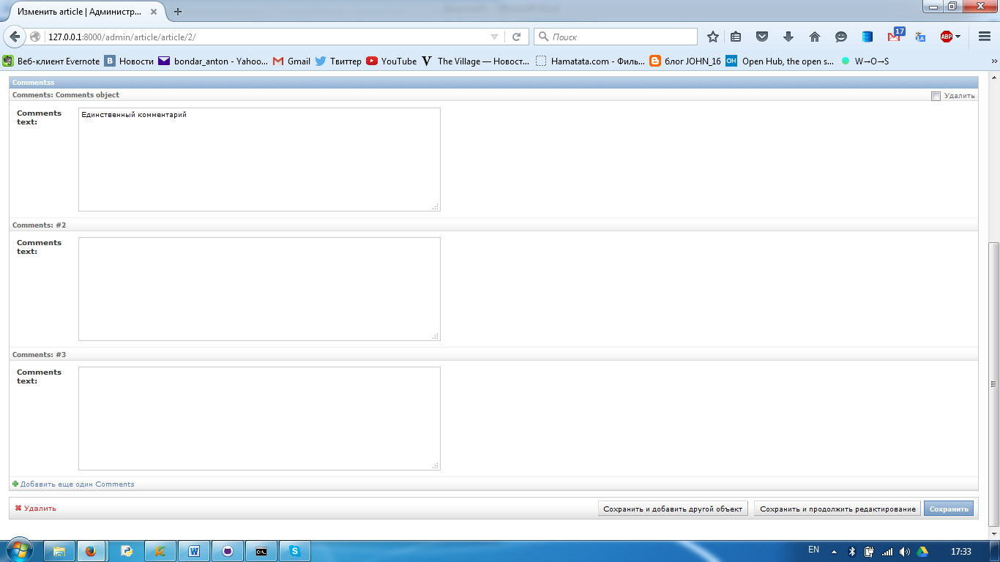 Изменить article | Администр...
127.0.0.1:8000/admin/article/article/2/
Поиск
17
ABP
Веб-клиент Evernote
B Новости
bondar_anton - Yahoo...
Gmail
Твиттер
YouTube
V The Village — Новост...
Hamatata.com - Филь...
блог JOHN_16
OH Open Hub, the open s...
W→O→S
Commentss
Comments: Comments object
Удалить
Comments
text:
Единственный комментарий
Comments: #2
Comments
text:
Comments: #3
Comments
text:
Добавить еще один Comments
Удалить
Сохранить и добавить другой объект
Сохранить и продолжить редактирование
Сохранить
EN
17:33